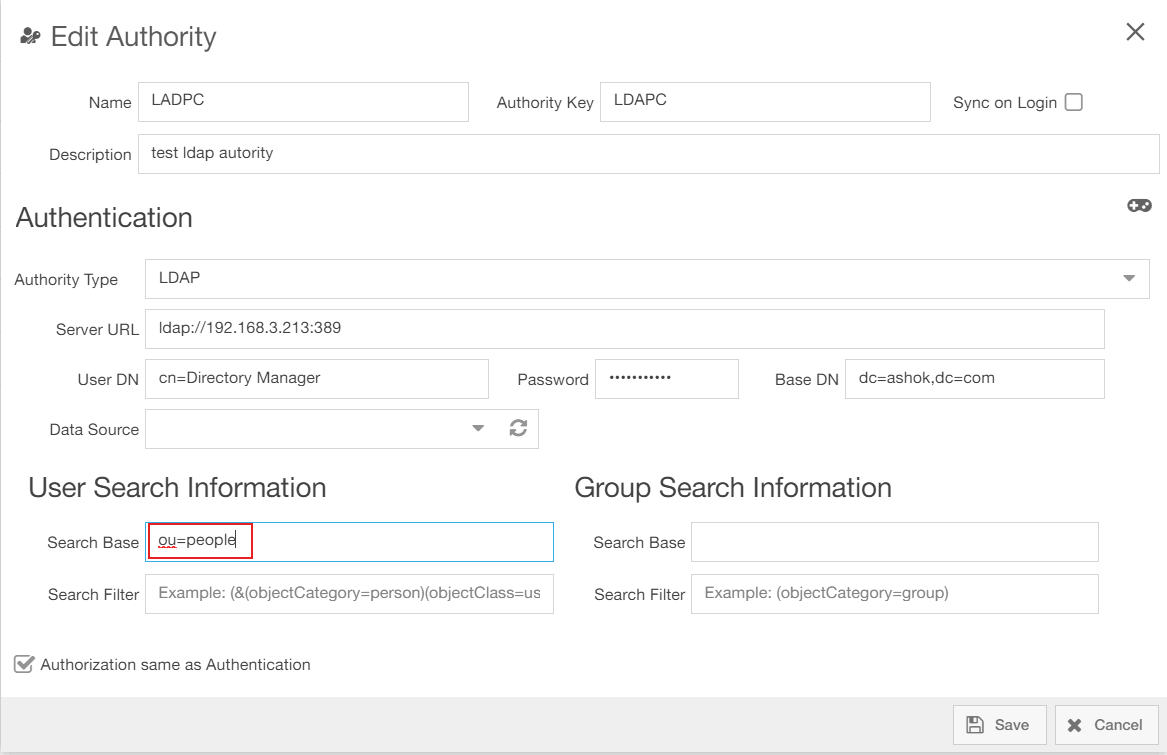 Edit Authority
Name LADPC Authority Key LDAPC Sync on Login
Description test ldap autority
Authentication
Authority Type LDAP
Server URL ldap://192.168.3.213:389
User DN cn=Directory Manager Password ••••••••••• Base DN dc=ashok,dc=com
Data Source
User Search Information Group Search Information
Search Base ou=people Search Base
Search Filter Example: (&(objectCategory=person)(objectClass=us Search Filter Example: (objectCategory=group)
Authorization same as Authentication
Save Cancel